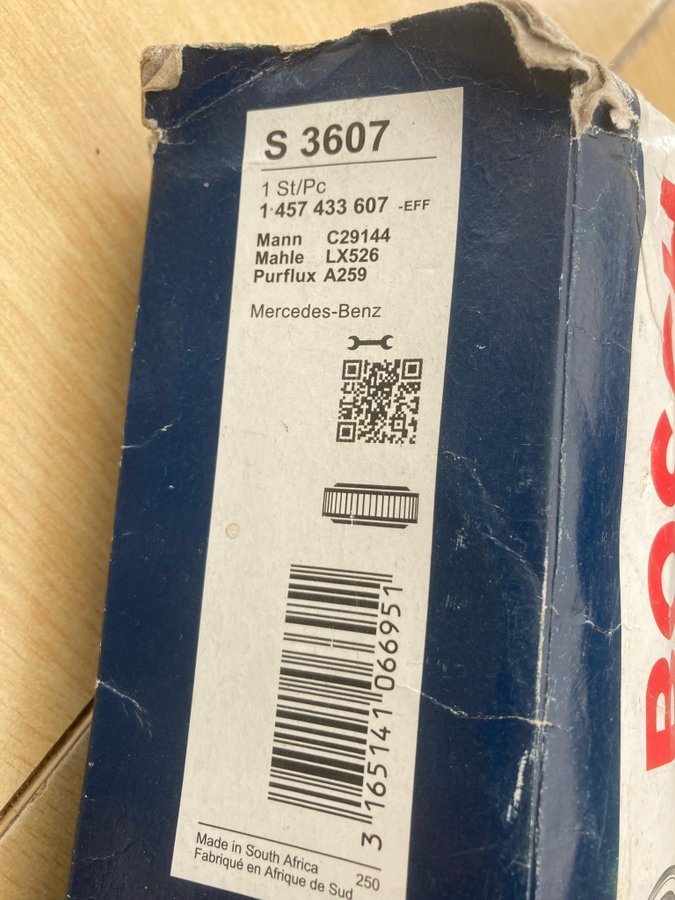 S 3607
1 St/Pc
1 457 433 607 -EFF
Mann C29144
Mahle LX526
Purflux A259
Mercedes-Benz
3 165141 066951
Made in South Africa
Fabriqué en Afrique de Sud
250
BOSCH